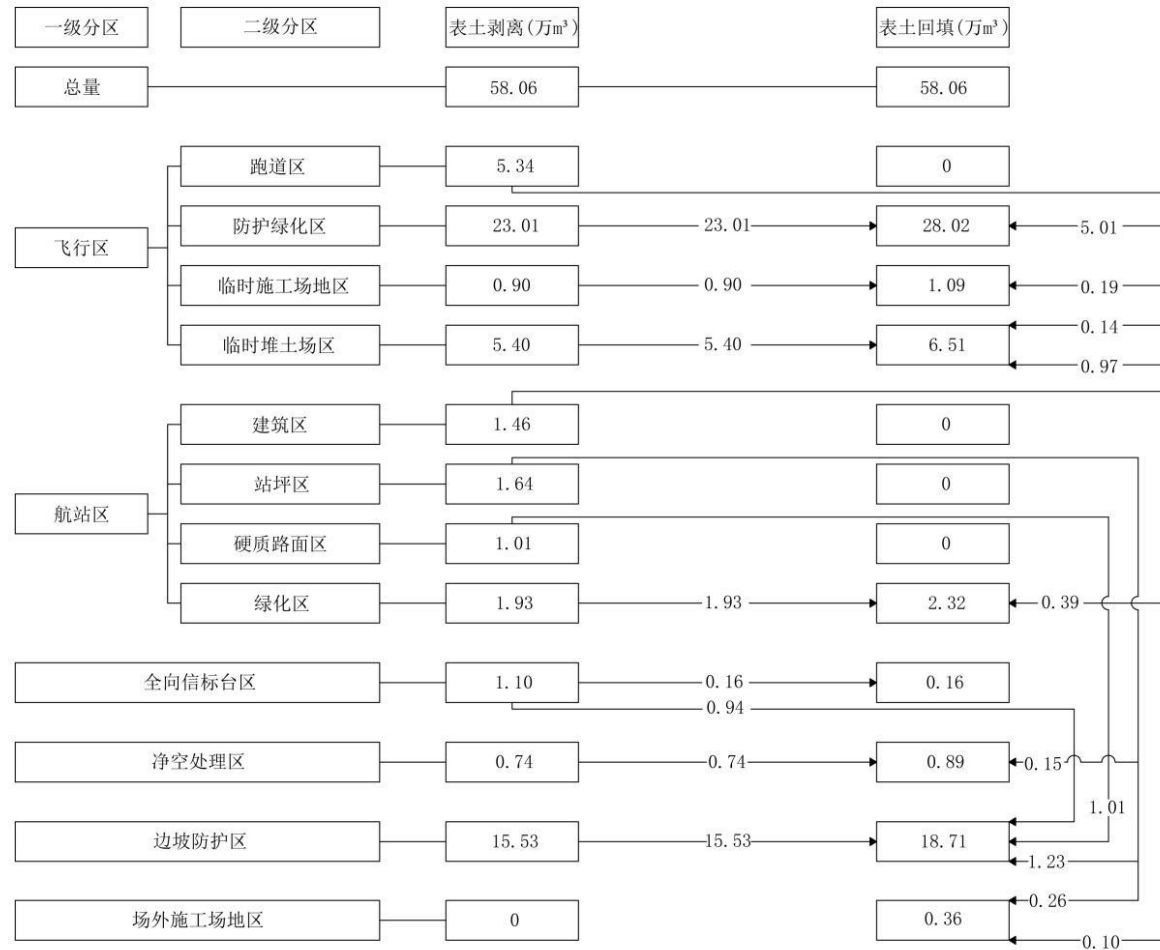 一级分区 二级分区 表土剥离(万m³) 表土回填(万m³)
总量 58.06 58.06
跑道区 5.34 0
防护绿化区 23.01 23.01 28.02 5.01
飞行区
临时施工场地区 0.90 0.90 1.09 0.19
0.14
临时堆土场区 5.40 5.40 6.51
0.97
建筑区 1.46 0
站坪区 1.64 0
航站区
硬质路面区 1.01 0
绿化区 1.93 1.93 2.32 0.39
全向信标台区 1.10 0.16 0.16
0.94
净空处理区 0.74 0.74 0.89 0.15
1.01
边坡防护区 15.53 15.53 18.71
1.23
0.26
场外施工场地区 0 0.36
0.10